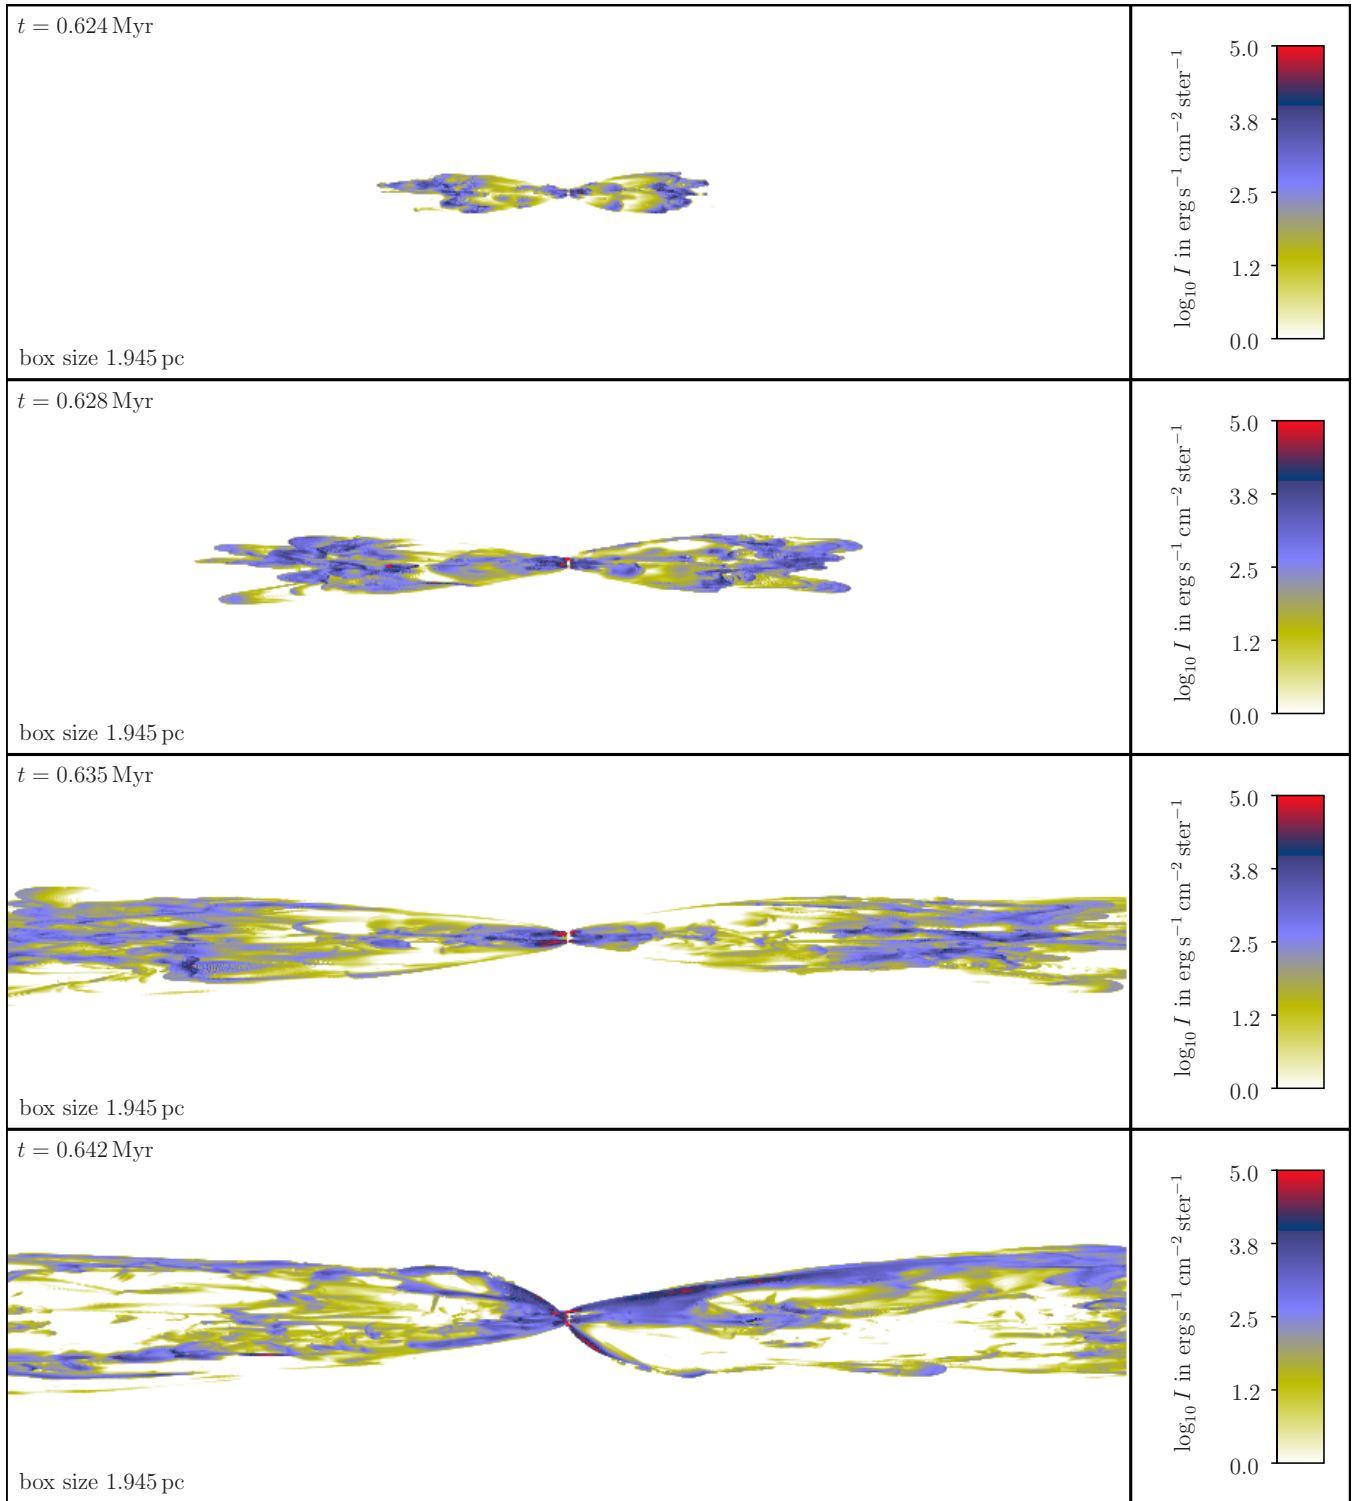 t = 0.624 Myr
box size 1.945 pc
log₁₀ I in erg s⁻¹ cm⁻² ster⁻¹
5.0
3.8
2.5
1.2
0.0
t = 0.628 Myr
box size 1.945 pc
log₁₀ I in erg s⁻¹ cm⁻² ster⁻¹
5.0
3.8
2.5
1.2
0.0
t = 0.635 Myr
box size 1.945 pc
log₁₀ I in erg s⁻¹ cm⁻² ster⁻¹
5.0
3.8
2.5
1.2
0.0
t = 0.642 Myr
box size 1.945 pc
log₁₀ I in erg s⁻¹ cm⁻² ster⁻¹
5.0
3.8
2.5
1.2
0.0